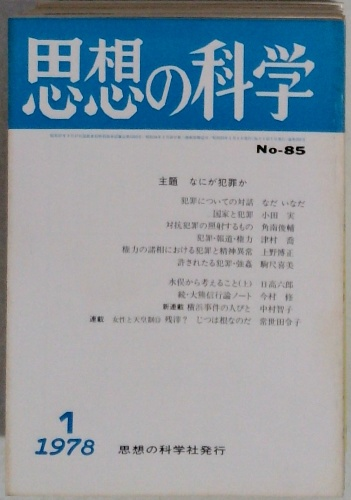 思想の科学
No-85
主題 なにが犯罪か
犯罪についての対話 なだ いなだ
国家と犯罪 小田 実
対抗犯罪の照射するもの 角南俊輔
犯罪・報道・権力 津村 喬
権力の諸相における犯罪と精神異常 上野博正
許されたる犯罪・強姦 駒尺喜美
水俣から考えること(上) 日高六郎
続・大熊信行論ノート 今村 修
新連載 横浜事件の人びと 中村智子
連載 女性と天皇制 残滓? じつは根なのだ 常世田令子
1
1978
思想の科学社発行